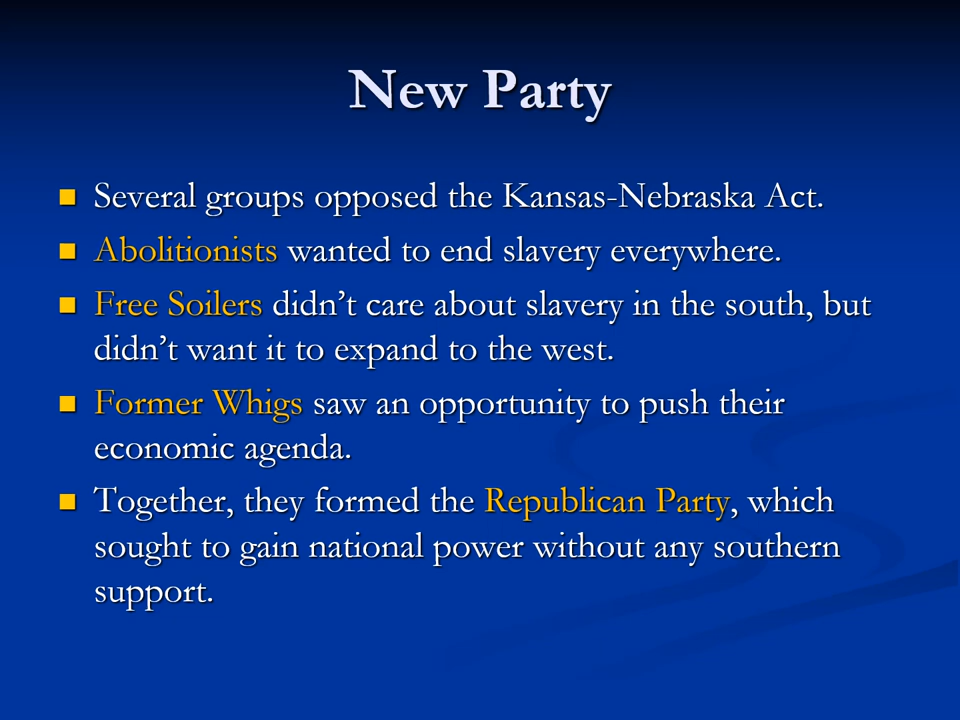 New Party
Several groups opposed the Kansas-Nebraska Act.
Abolitionists wanted to end slavery everywhere.
Free Soilers didn’t care about slavery in the south, but
didn’t want it to expand to the west.
Former Whigs saw an opportunity to push their
economic agenda.
Together, they formed the Republican Party, which
sought to gain national power without any southern
support.